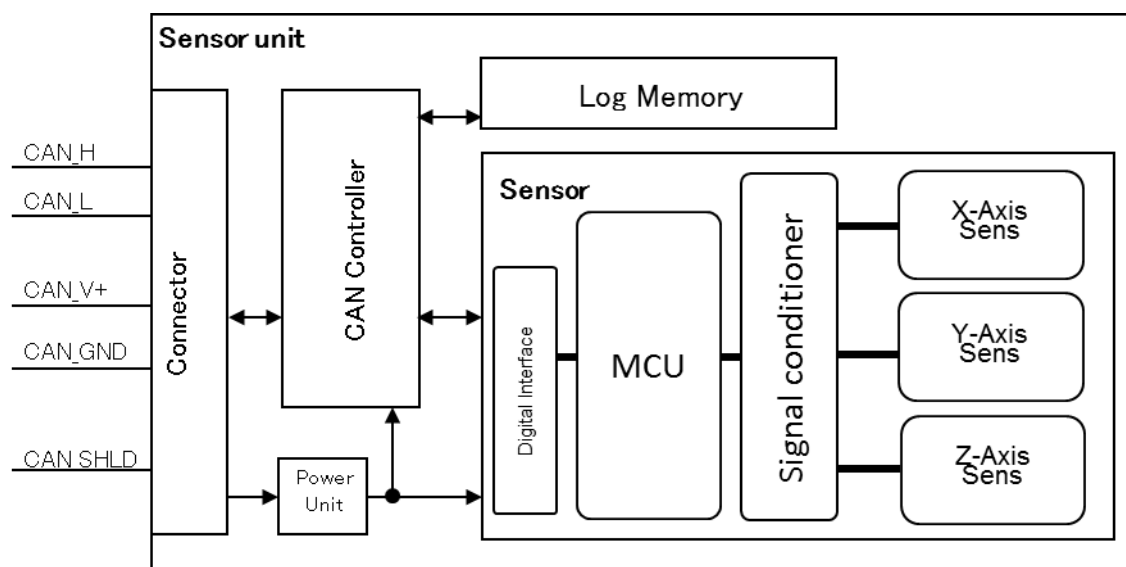 Sensor unit
Log Memory
CAN_H
CAN_L
CAN_V+
CAN_GND
CAN SHLD
Connector
CAN Controller
Power
Unit
Sensor
Digital Interface
MCU
Signal conditioner
X-Axis
Sens
Y-Axis
Sens
Z-Axis
Sens